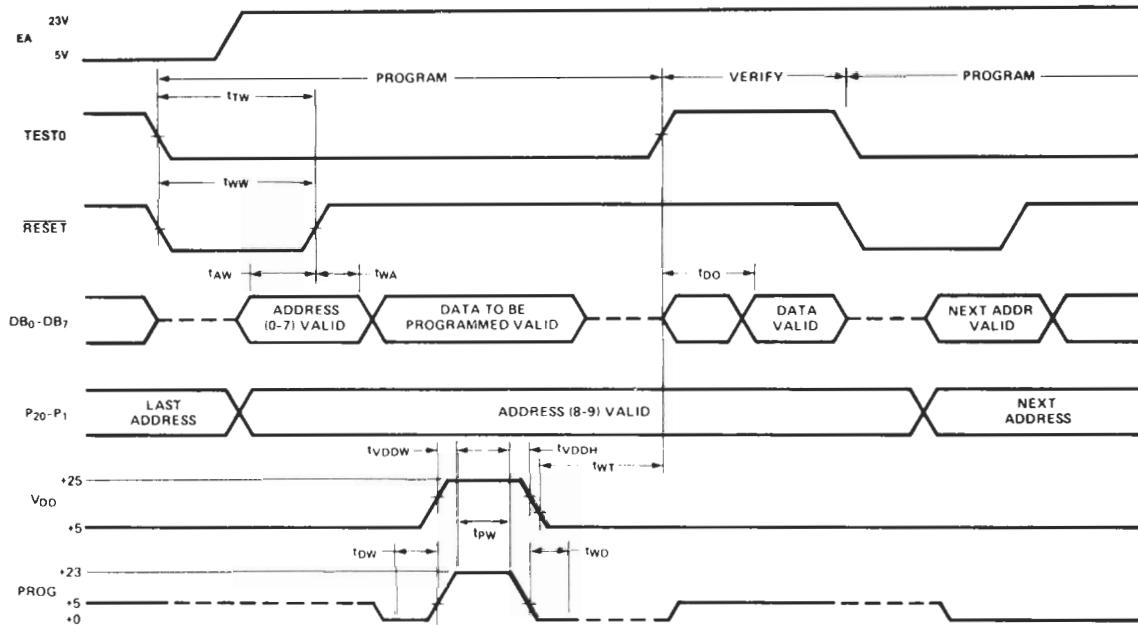 23V
EA
5V
PROGRAM
VERIFY
PROGRAM
tTW
TEST0
tWW
RESET
tAW
tWA
tDO
DB0-DB7
ADDRESS
(0-7) VALID
DATA TO BE
PROGRAMMED VALID
DATA
VALID
NEXT ADDR
VALID
P20-P1
LAST
ADDRESS
ADDRESS (8-9) VALID
NEXT
ADDRESS
tVDDW
tVDDH
tWT
+25
VDD
+5
tPW
tDW
tWD
+23
PROG
+5
+0